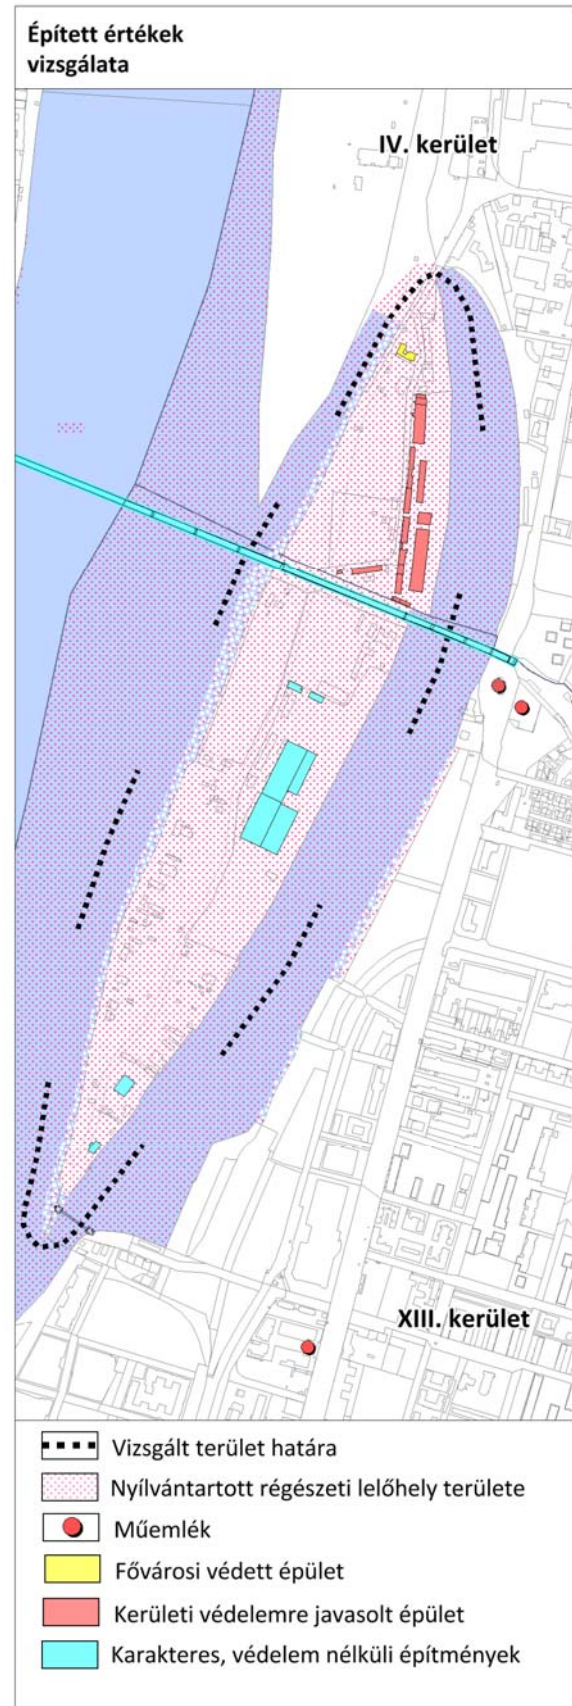 Épített értékek
vizsgálata
IV. kerület
XIII. kerület
Vizsgált terület határa
Nyílvántartott régészeti lelőhely területe
Műemlék
Fővárosi védett épület
Kerületi védelemre javasolt épület
Karakteres, védelem nélküli építmények